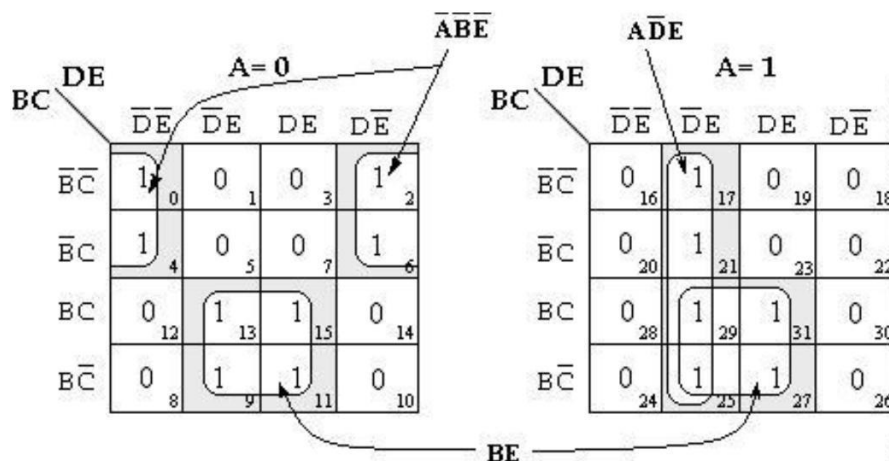 A̅B̅E̅ AD̅E
A= 0 A= 1
DE DE
BC BC
D̅E̅ D̅E DE DE̅ D̅E̅ D̅E DE DE̅
B̅C̅ 1 0 0 1 0 1 0 0
0 1 3 2 16 17 19 18
B̅C 1 0 0 1 B̅C 0 1 0 0
4 5 7 6 20 21 23 22
BC 0 1 1 0 BC 0 1 1 0
12 13 15 14 28 29 31 30
BC̅ 0 1 1 0 BC̅ 0 1 1 0
8 9 11 10 24 25 27 26
BE